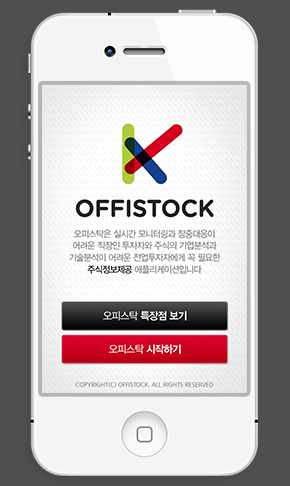 OFFISTOCK
오피스탁은 실시간 모니터링과 장중대응이
어려운 직장인 투자자와 주식의 기업분석과
기술분석이 어려운 전업투자자에게 꼭 필요한
주식정보제공 애플리케이션입니다
오피스탁 특장점 보기
오피스탁 시작하기
COPYRIGHT(C) OFFISTOCK. ALL RIGHTS RESERVED